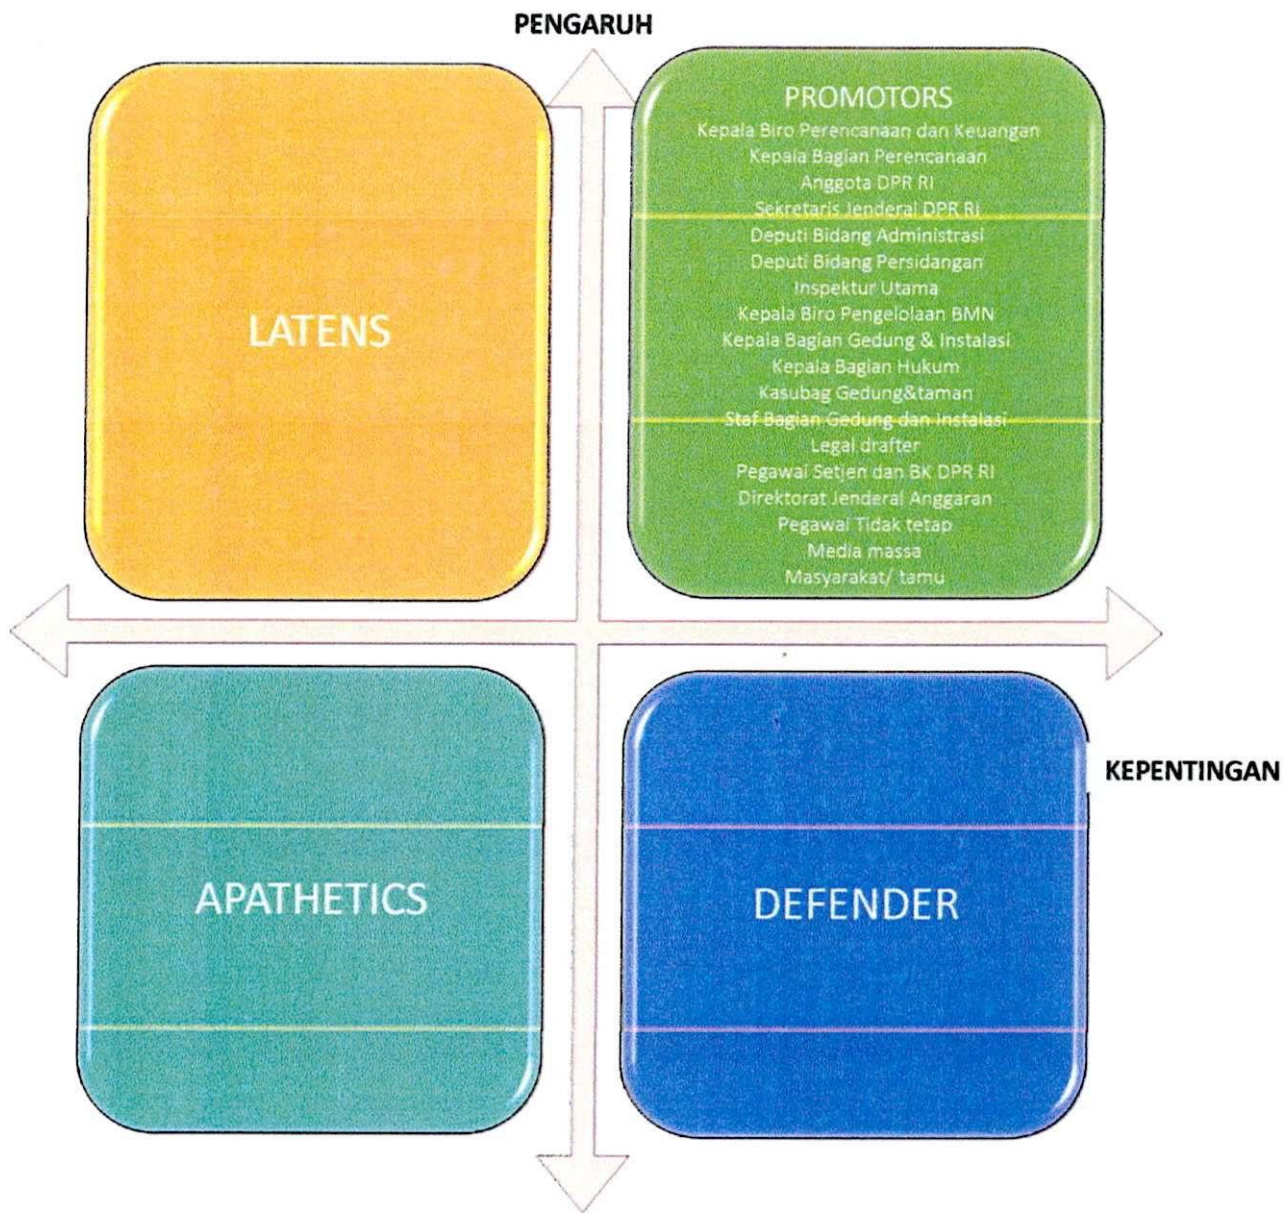 PENGARUH
PROMOTORS
Kepala Biro Perencanaan dan Keuangan
Kepala Bagian Perencanaan
Anggota DPR RI
Sekretaris Jenderal DPR RI
Deputi Bidang Administrasi
Deputi Bidang Persidangan
Inspektur Utama
Kepala Biro Pengelolaan BMN
Kepala Bagian Gedung & Instalasi
Kepala Bagian Hukum
Kasubag Gedung&taman
Staf Bagian Gedung dan Instalasi
Legal drafter
Pegawai Setjen dan BK DPR RI
Direktorat Jenderal Anggaran
Pegawai Tidak tetap
Media massa
Masyarakat/ tamu
LATENS
KEPENTINGAN
APATHETICS
DEFENDER